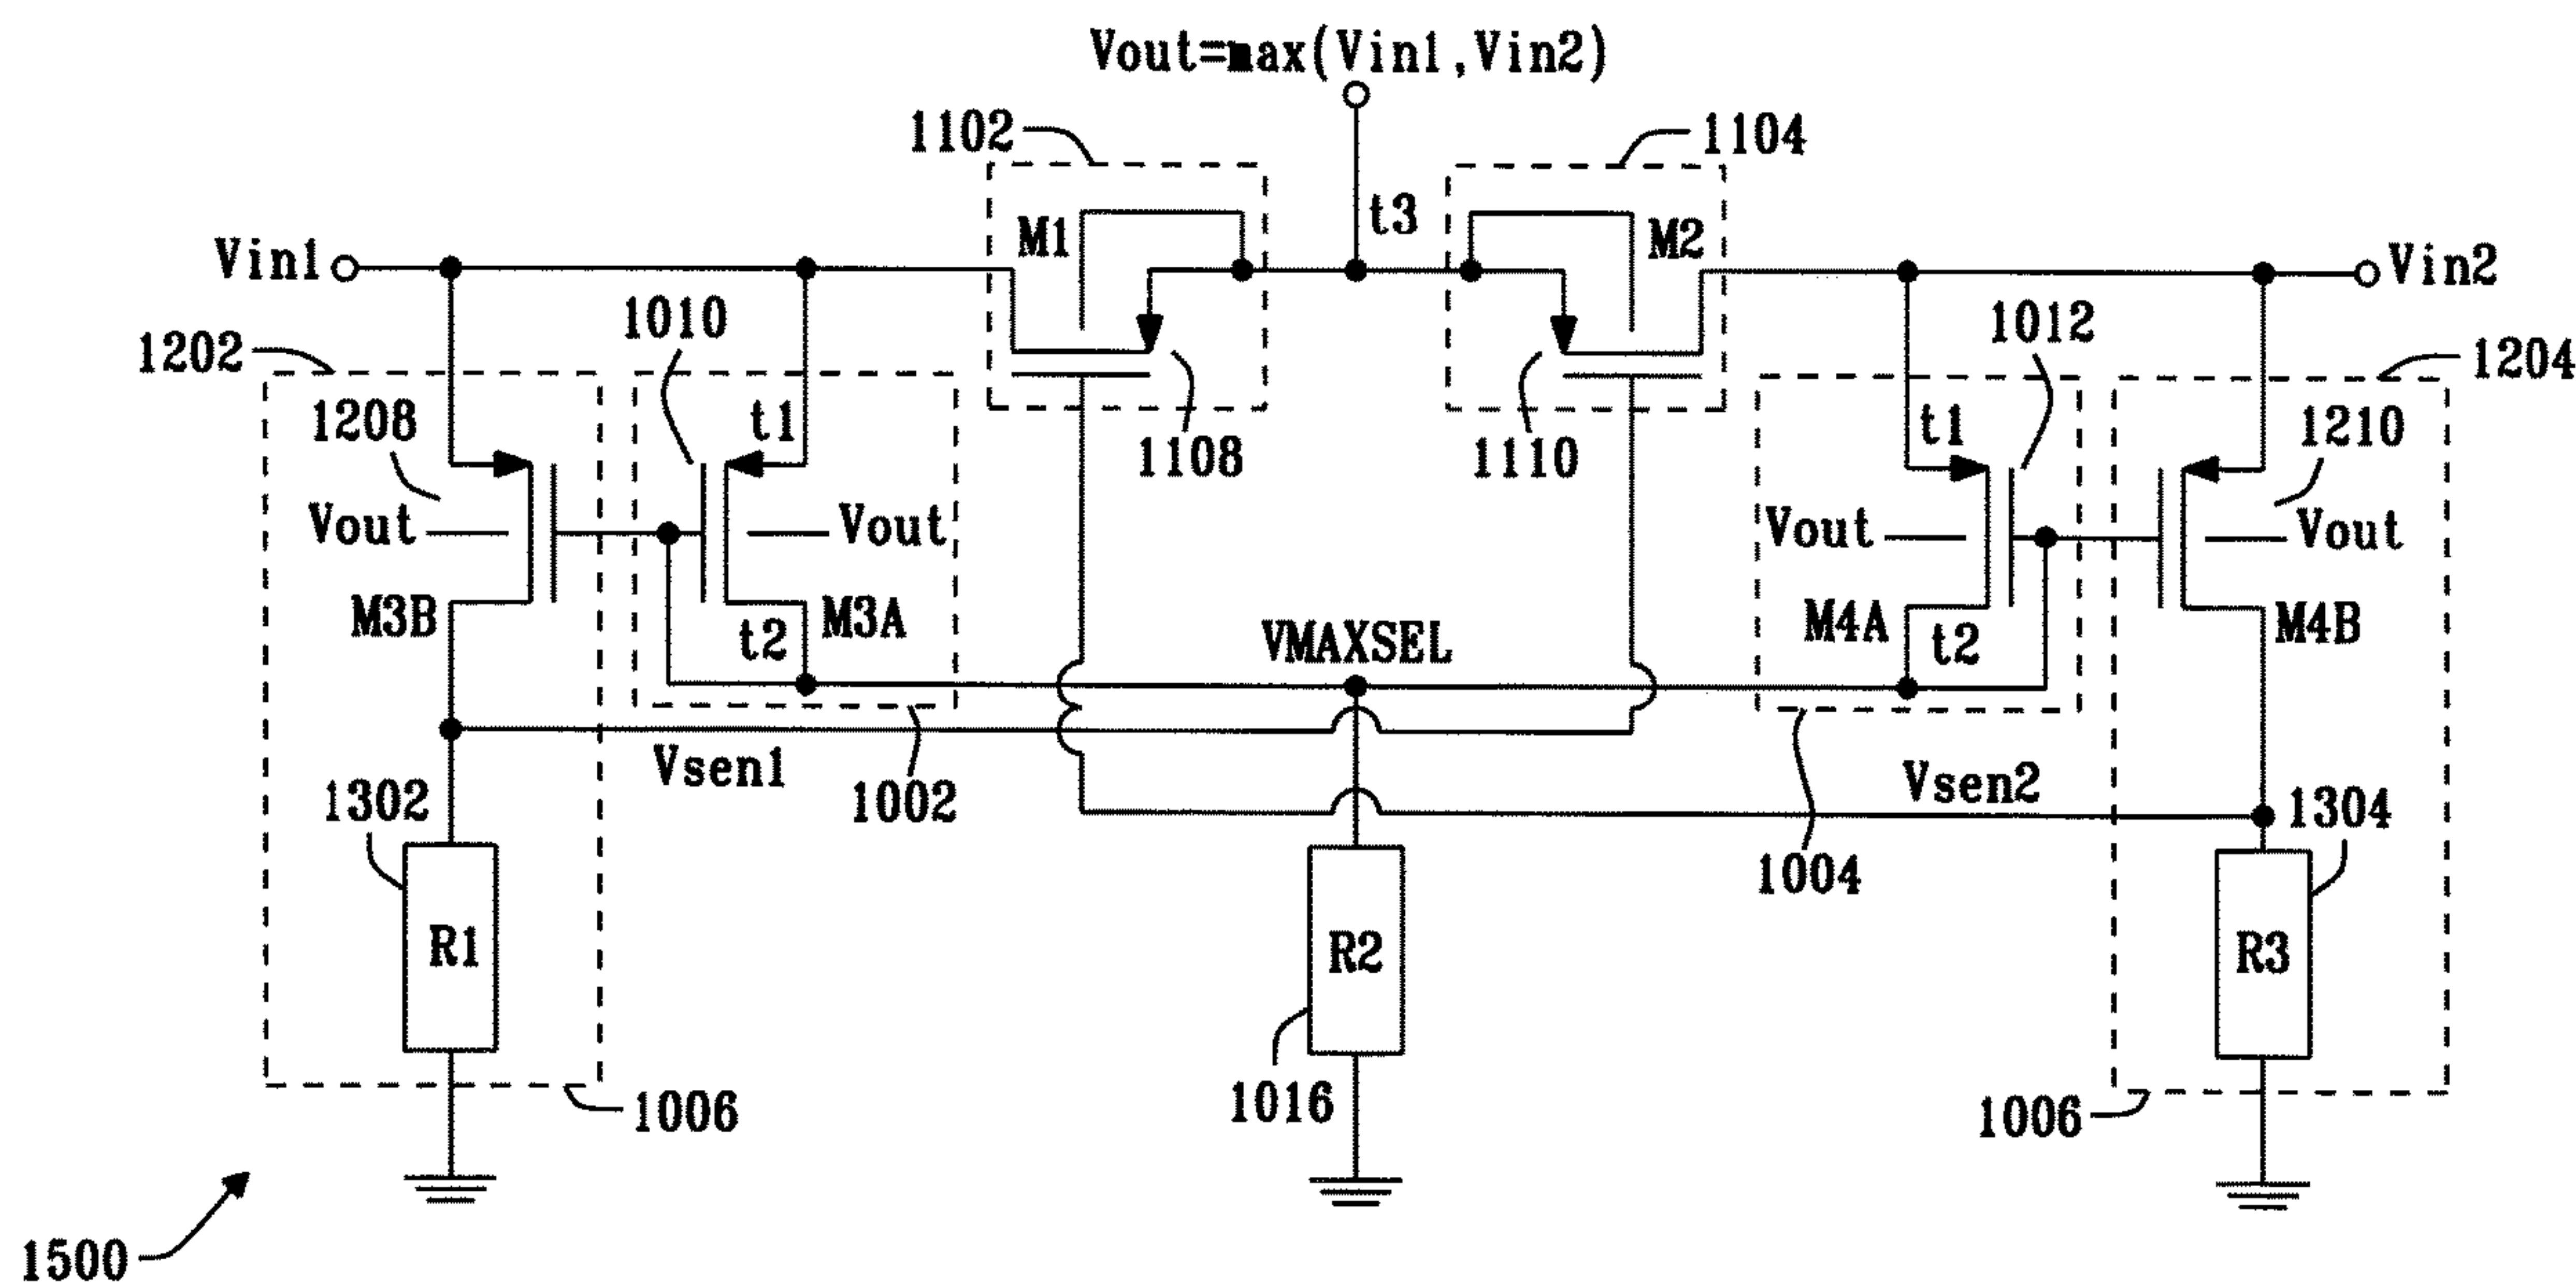 Vout=max(Vin1,Vin2)
1102
1104
M1
t3
M2
Vin1
Vin2
1202
1010
1012
1204
1208
t1
1108
1110
t1
1210
Vout
Vout
Vout
Vout
M3B
t2
M3A
VMAXSEL
M4A
t2
M4B
Vsen1
1302
1002
Vsen2
1304
1004
R1
R2
R3
1006
1016
1006
1500